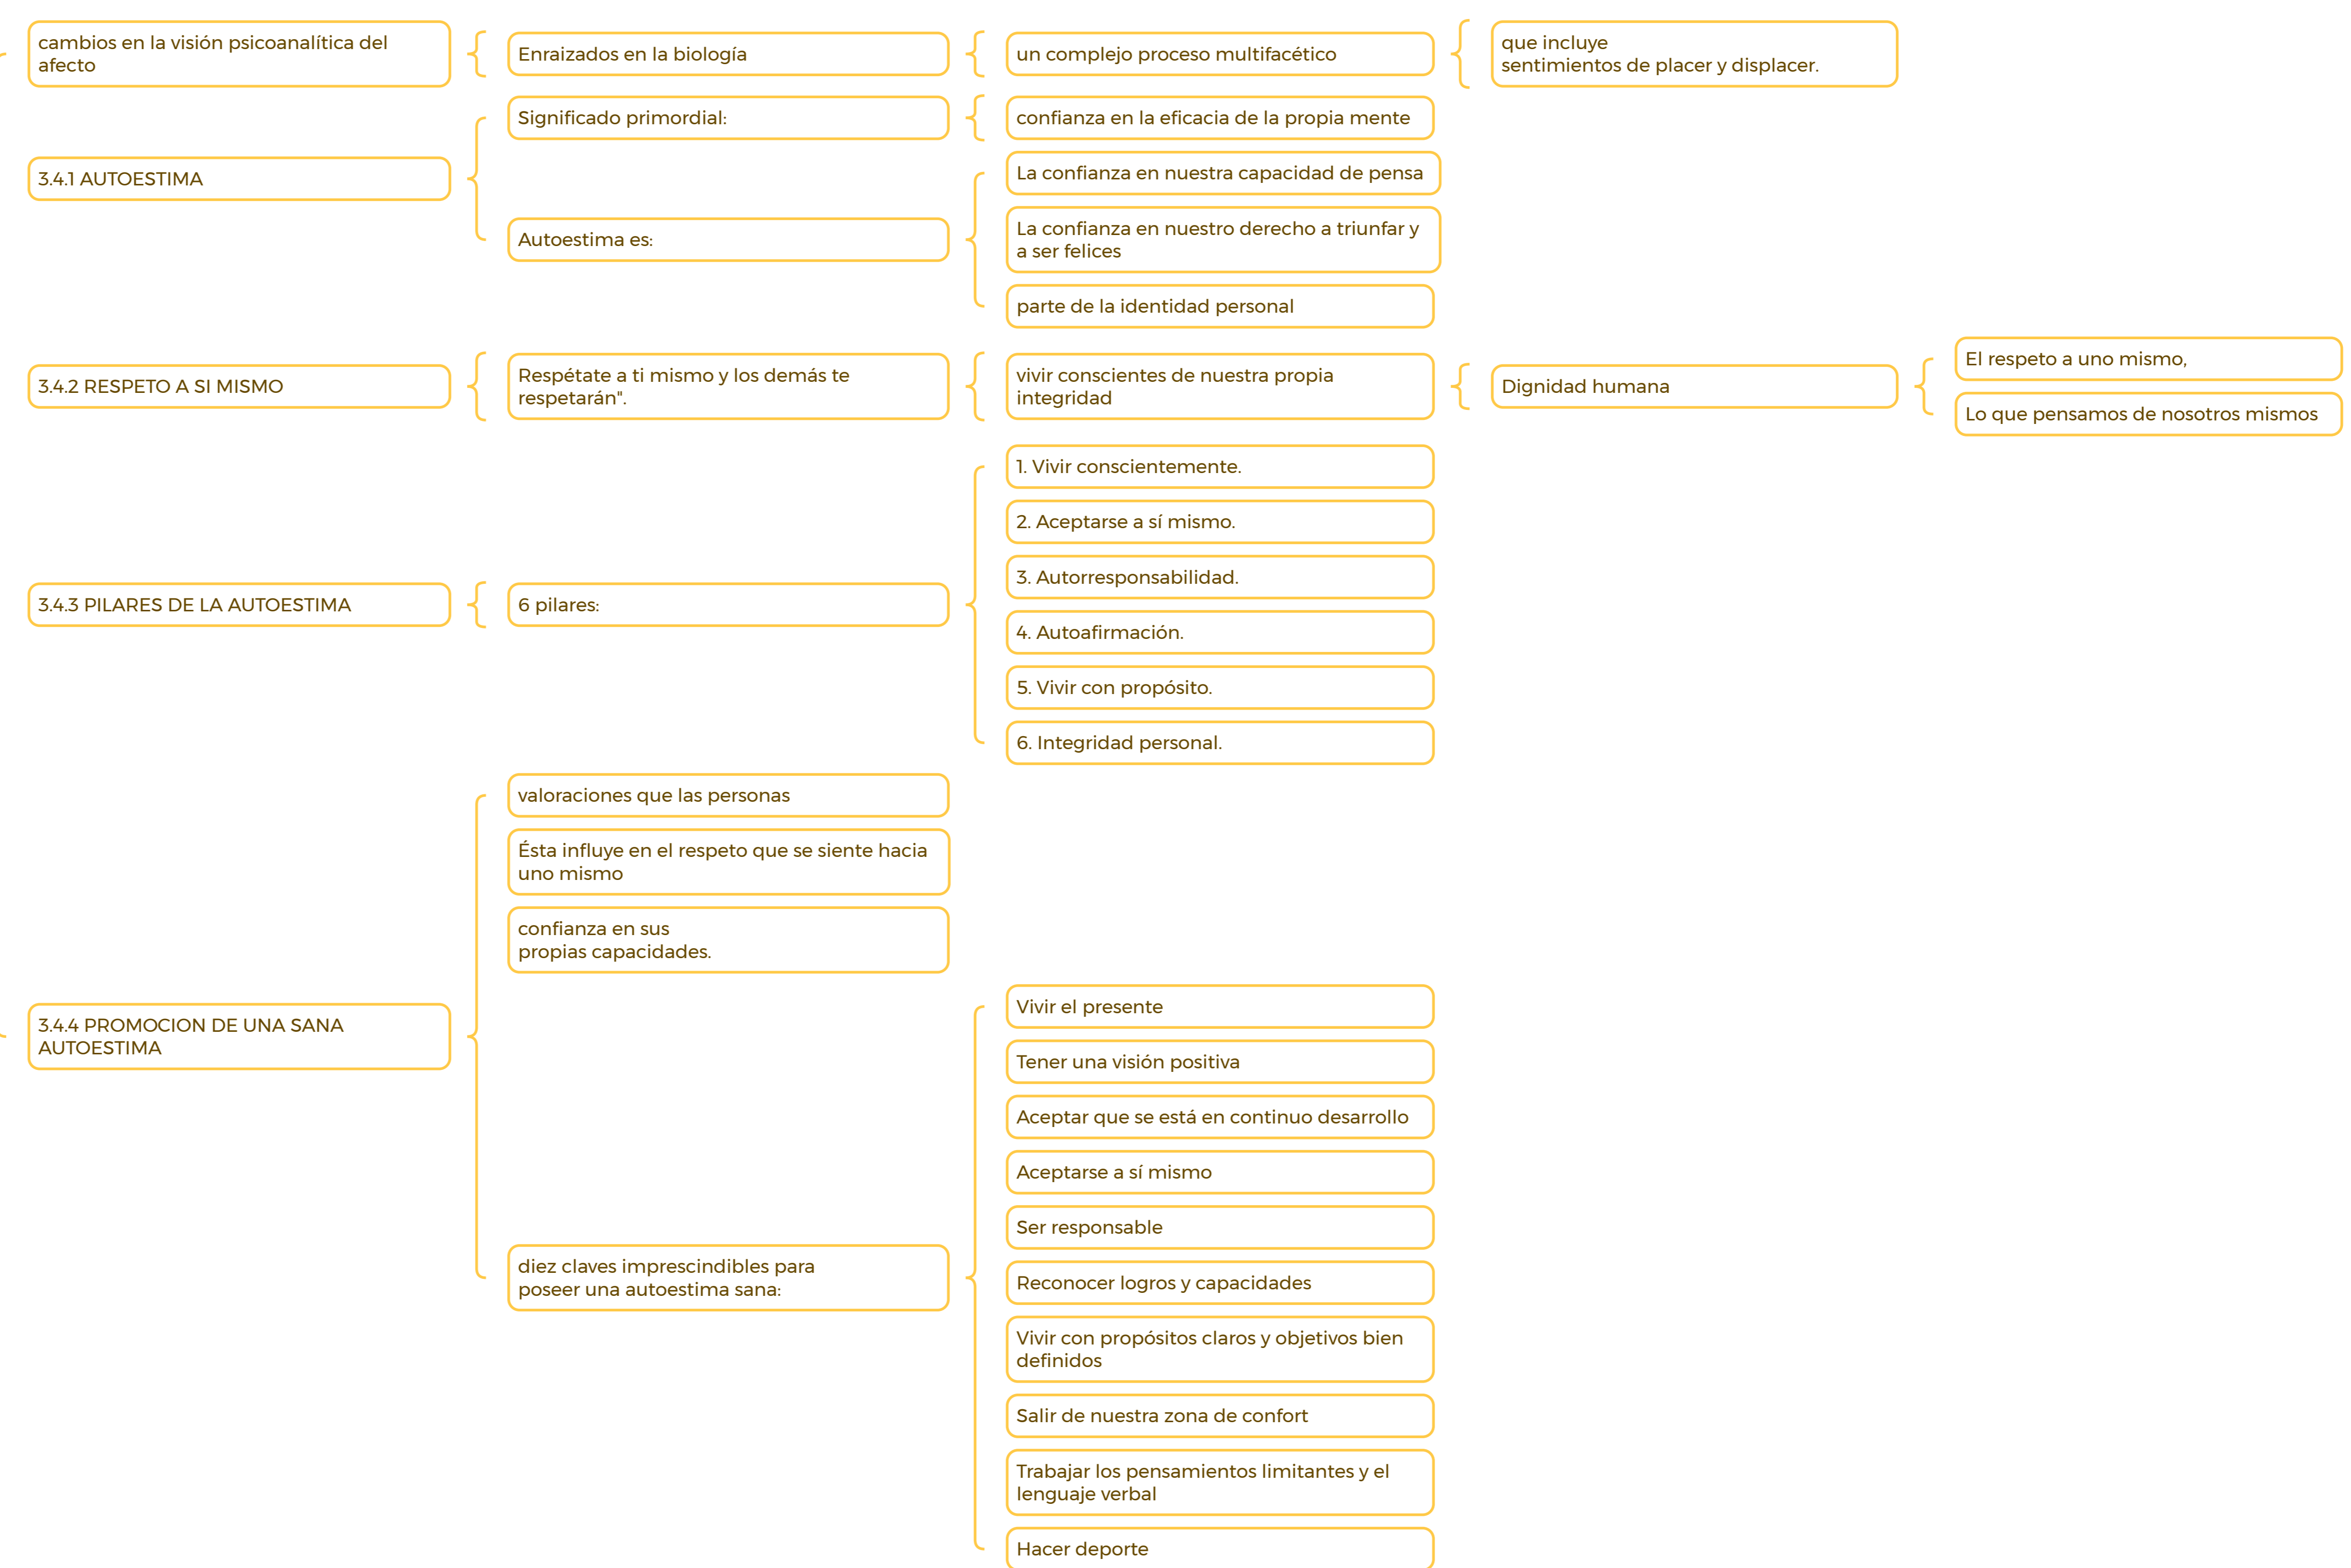 cambios en la visión psicoanalítica del
afecto
Enraizados en la biología
un complejo proceso multifacético
que incluye
sentimientos de placer y displacer.
3.4.1 AUTOESTIMA
Significado primordial:
confianza en la eficacia de la propia mente
Autoestima es:
La confianza en nuestra capacidad de pensa
La confianza en nuestro derecho a triunfar y
a ser felices
parte de la identidad personal
3.4.2 RESPETO A SI MISMO
Respétate a ti mismo y los demás te
respetarán".
vivir conscientes de nuestra propia
integridad
Dignidad humana
El respeto a uno mismo,
Lo que pensamos de nosotros mismos
3.4.3 PILARES DE LA AUTOESTIMA
6 pilares:
1. Vivir conscientemente.
2. Aceptarse a sí mismo.
3. Autorresponsabilidad.
4. Autoafirmación.
5. Vivir con propósito.
6. Integridad personal.
3.4.4 PROMOCION DE UNA SANA
AUTOESTIMA
valoraciones que las personas
Ésta influye en el respeto que se siente hacia
uno mismo
confianza en sus
propias capacidades.
diez claves imprescindibles para
poseer una autoestima sana:
Vivir el presente
Tener una visión positiva
Aceptar que se está en continuo desarrollo
Aceptarse a sí mismo
Ser responsable
Reconocer logros y capacidades
Vivir con propósitos claros y objetivos bien
definidos
Salir de nuestra zona de confort
Trabajar los pensamientos limitantes y el
lenguaje verbal
Hacer deporte